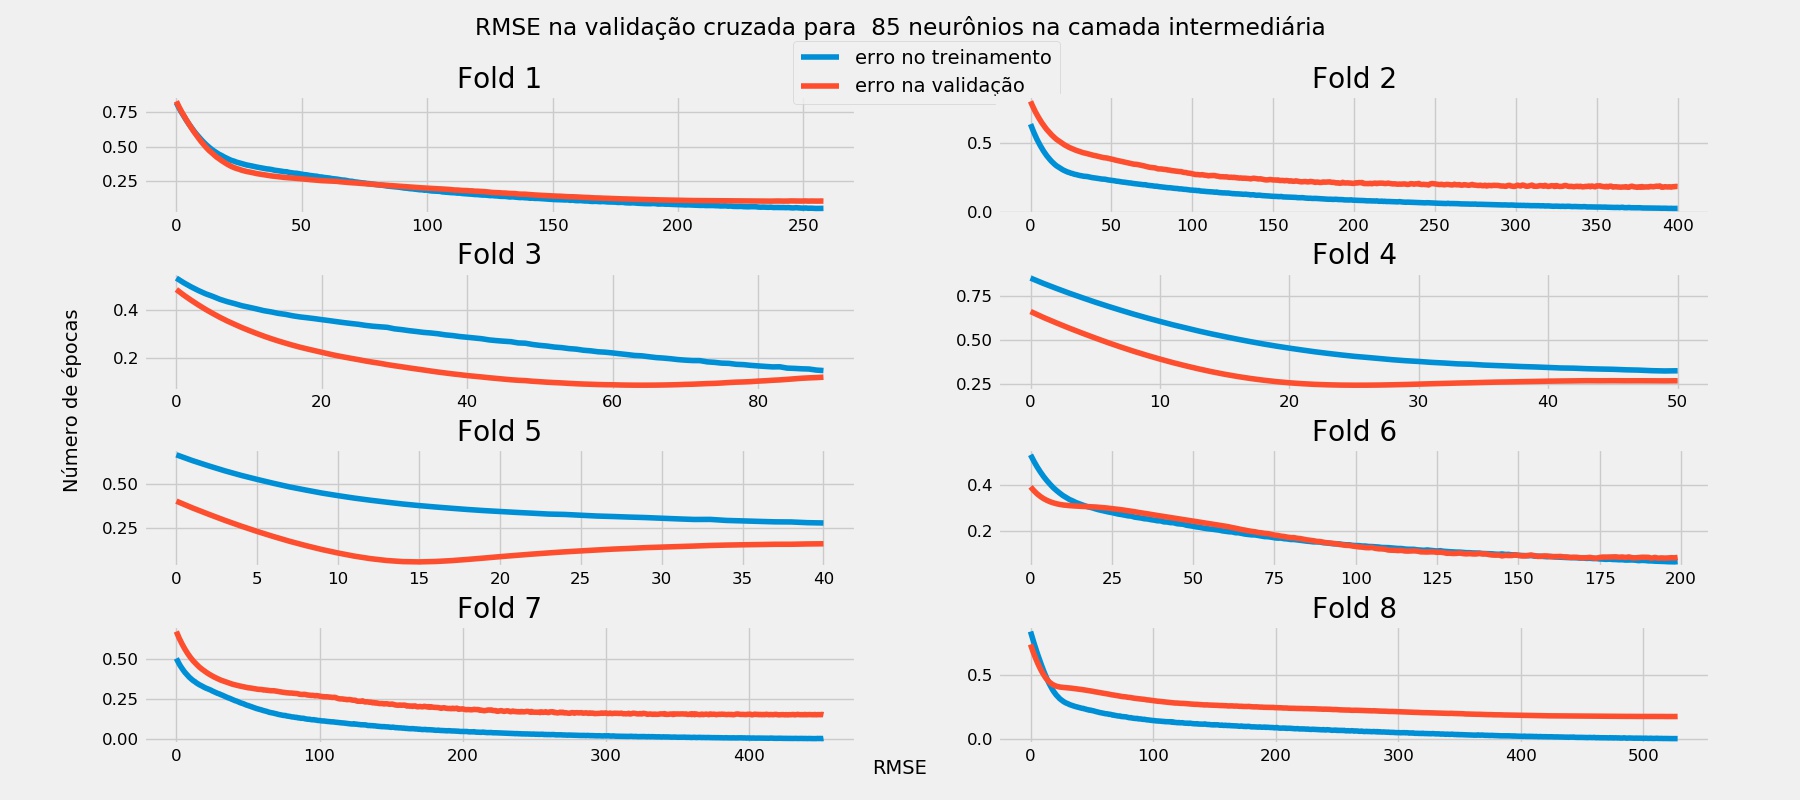 RMSE na validação cruzada para  85 neurônios na camada intermediária
erro no treinamento
erro na validação
Fold 1
0.75
0.50
0.25
0 50 100 150 200 250
Fold 2
0.5
0.0
0 50 100 150 200 250 300 350 400
Fold 3
0.4
0.2
0 20 40 60 80
Fold 4
0.75
0.50
0.25
0 10 20 30 40 50
Número de épocas
Fold 5
0.50
0.25
0 5 10 15 20 25 30 35 40
Fold 6
0.4
0.2
0 25 50 75 100 125 150 175 200
Fold 7
0.50
0.25
0.00
0 100 200 300 400
Fold 8
0.5
0.0
0 100 200 300 400 500
RMSE